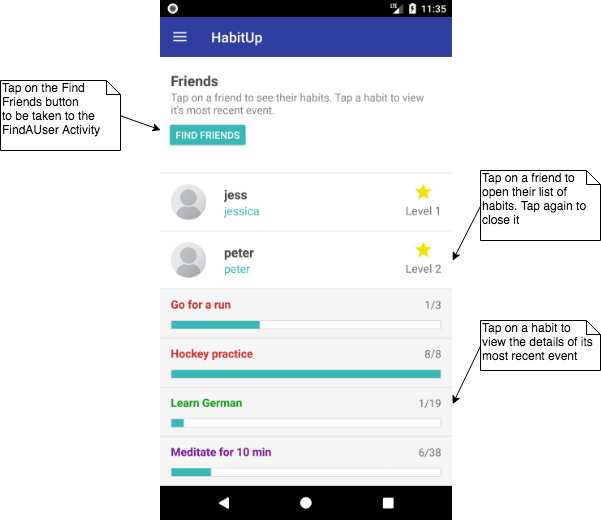 LTE 11:35
HabitUp
Friends
Tap on a friend to see their habits. Tap a habit to view
it's most recent event.
FIND FRIENDS
Tap on the Find
Friends button
to be taken to the
FindAUser Activity
jess
jessica
Level 1
Tap on a friend to
open their list of
habits. Tap again to
close it
peter
peter
Level 2
Go for a run 1/3
Hockey practice 8/8
Tap on a habit to
view the details of its
most recent event
Learn German 1/19
Meditate for 10 min 6/38